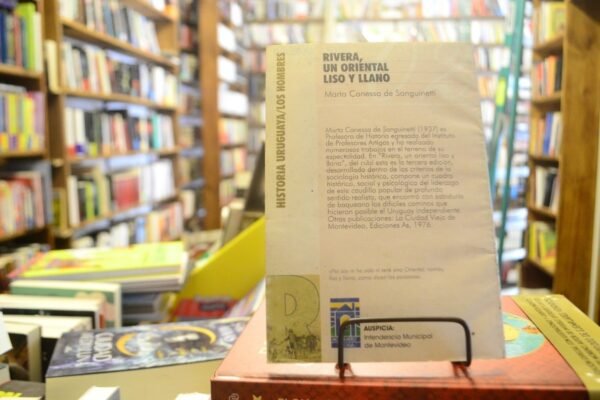 HISTORIA URUGUAYA/LOS HOMBRES
RIVERA,
UN ORIENTAL
LISO Y LLANO
Marta Canessa de Sanguinetti
Marta Canessa de Sanguinetti (1937) es
Profesora de Historia egresada del Instituto
de Profesores Artigas y ha realizado
numerosos trabajos en el terreno de su
especialidad. En "Rivera, un oriental liso y
llano", del cual esta es la tercera edición,
desarrollada dentro de los criterios de la
sociología histórica, compone un cuadro
histórico, social y psicológico del liderazgo
de este caudillo popular de profundo
sentido realista, que encontró con sabiduría
de baqueano los difíciles caminos que
hicieron posible el Uruguay independiente.
Otras publicaciones: La Ciudad Vieja de
Montevideo, Ediciones As, 1976.
AUSPICIA:
Intendencia Municipal
de Montevideo